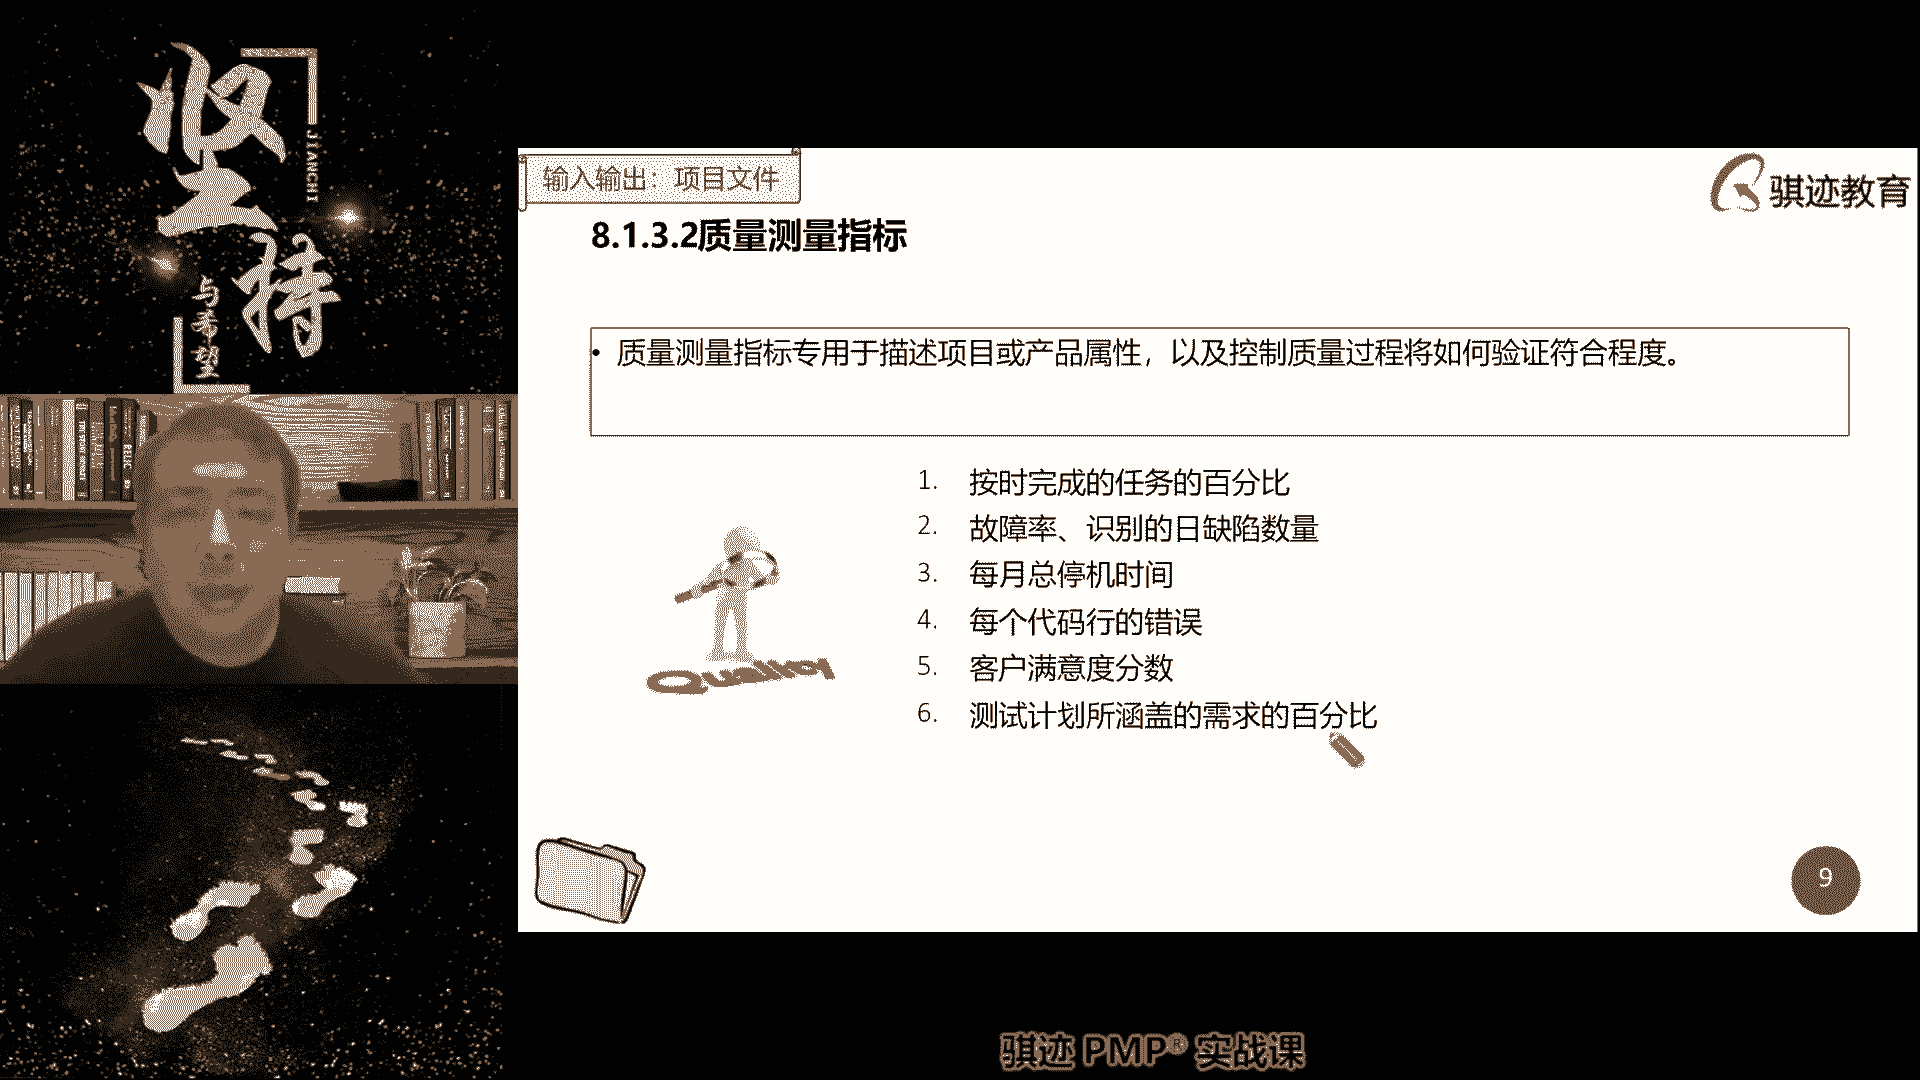 坚持
JIANCHI
与希望
输入输出：项目文件
骐迹教育
8.1.3.2质量测量指标
• 质量测量指标专用于描述项目或产品属性，以及控制质量过程将如何验证符合程度。
1. 按时完成的任务的百分比
2. 故障率、识别的日缺陷数量
3. 每月总停机时间
4. 每个代码行的错误
5. 客户满意度分数
6. 测试计划所涵盖的需求的百分比
Quality
9
骐迹 PMP® 实战课